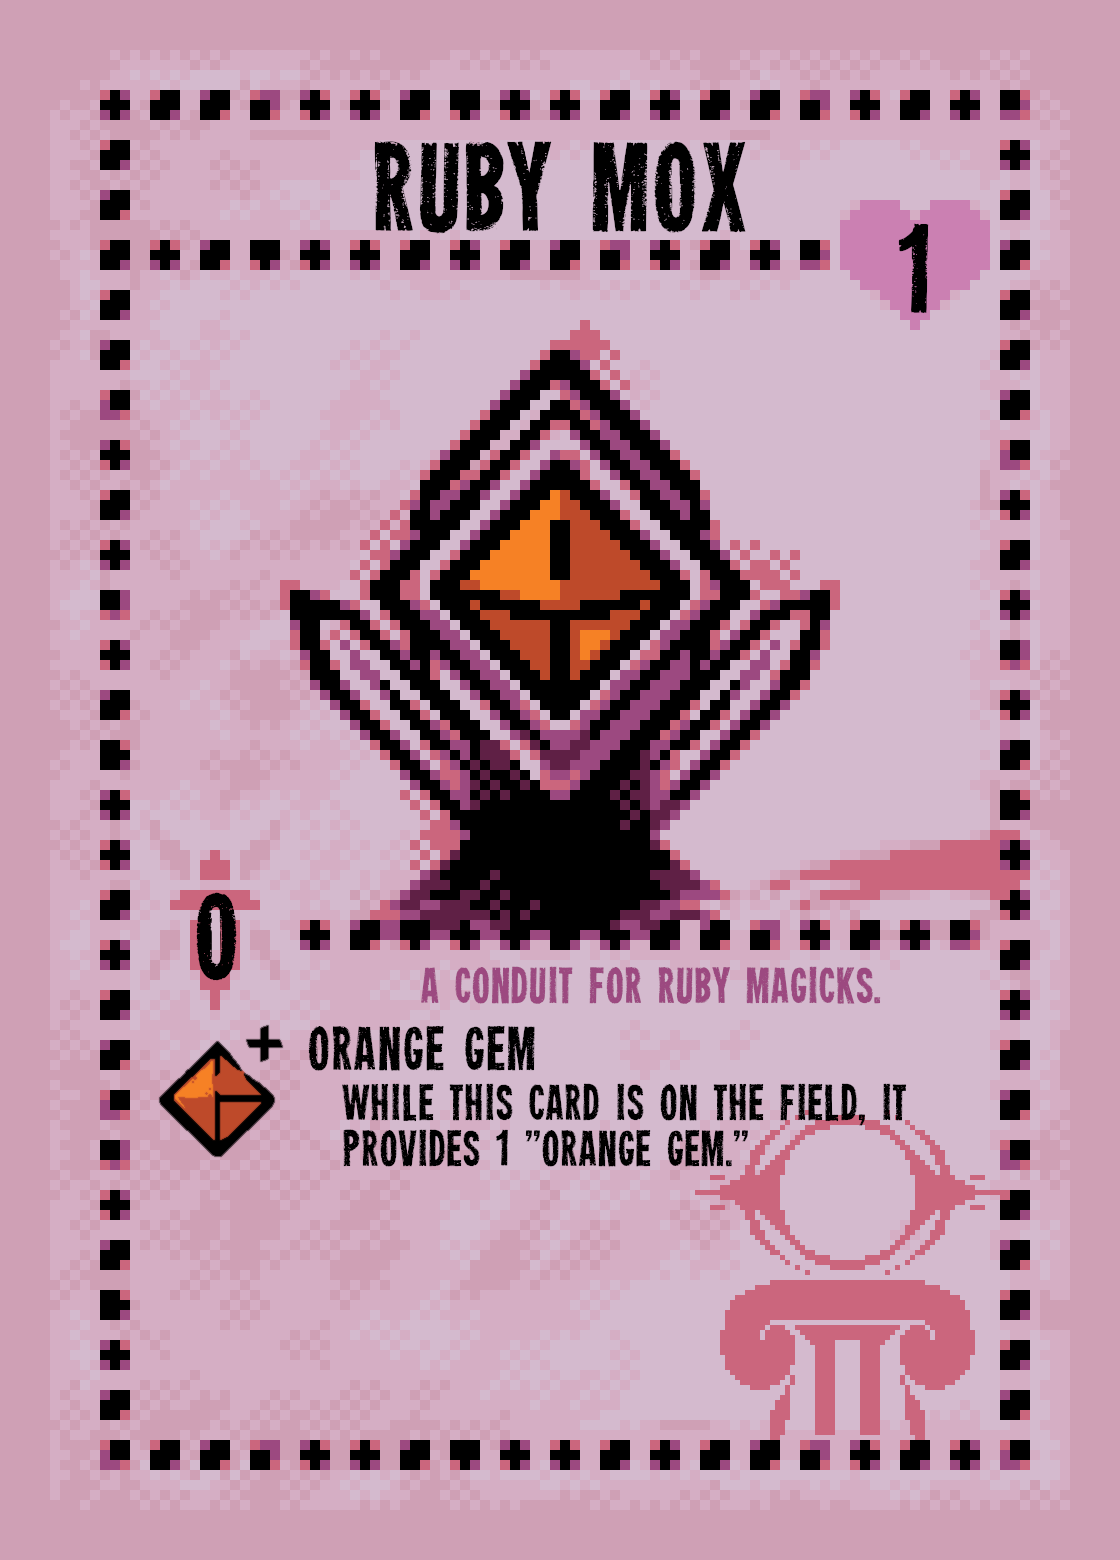 RUBY MOX
1
0
A CONDUIT FOR RUBY MAGICKS.
+ ORANGE GEM
WHILE THIS CARD IS ON THE FIELD, IT
PROVIDES 1 "ORANGE GEM."